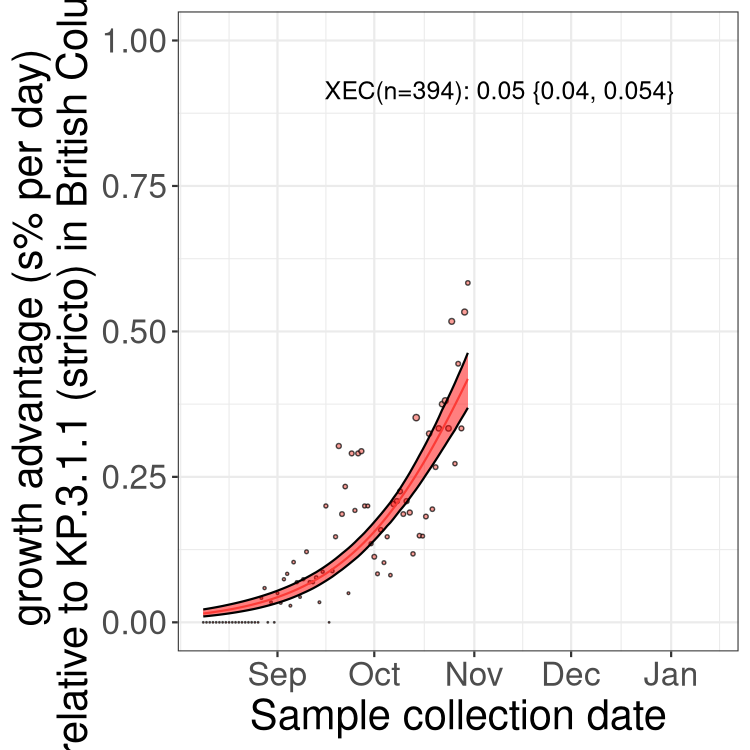 growth advantage (s% per day)
relative to KP.3.1.1 (stricto) in British
1.00
0.75
0.50
0.25
0.00
XEC(n=394): 0.05 {0.04, 0.054}
Sep Oct Nov Dec Jan
Sample collection date